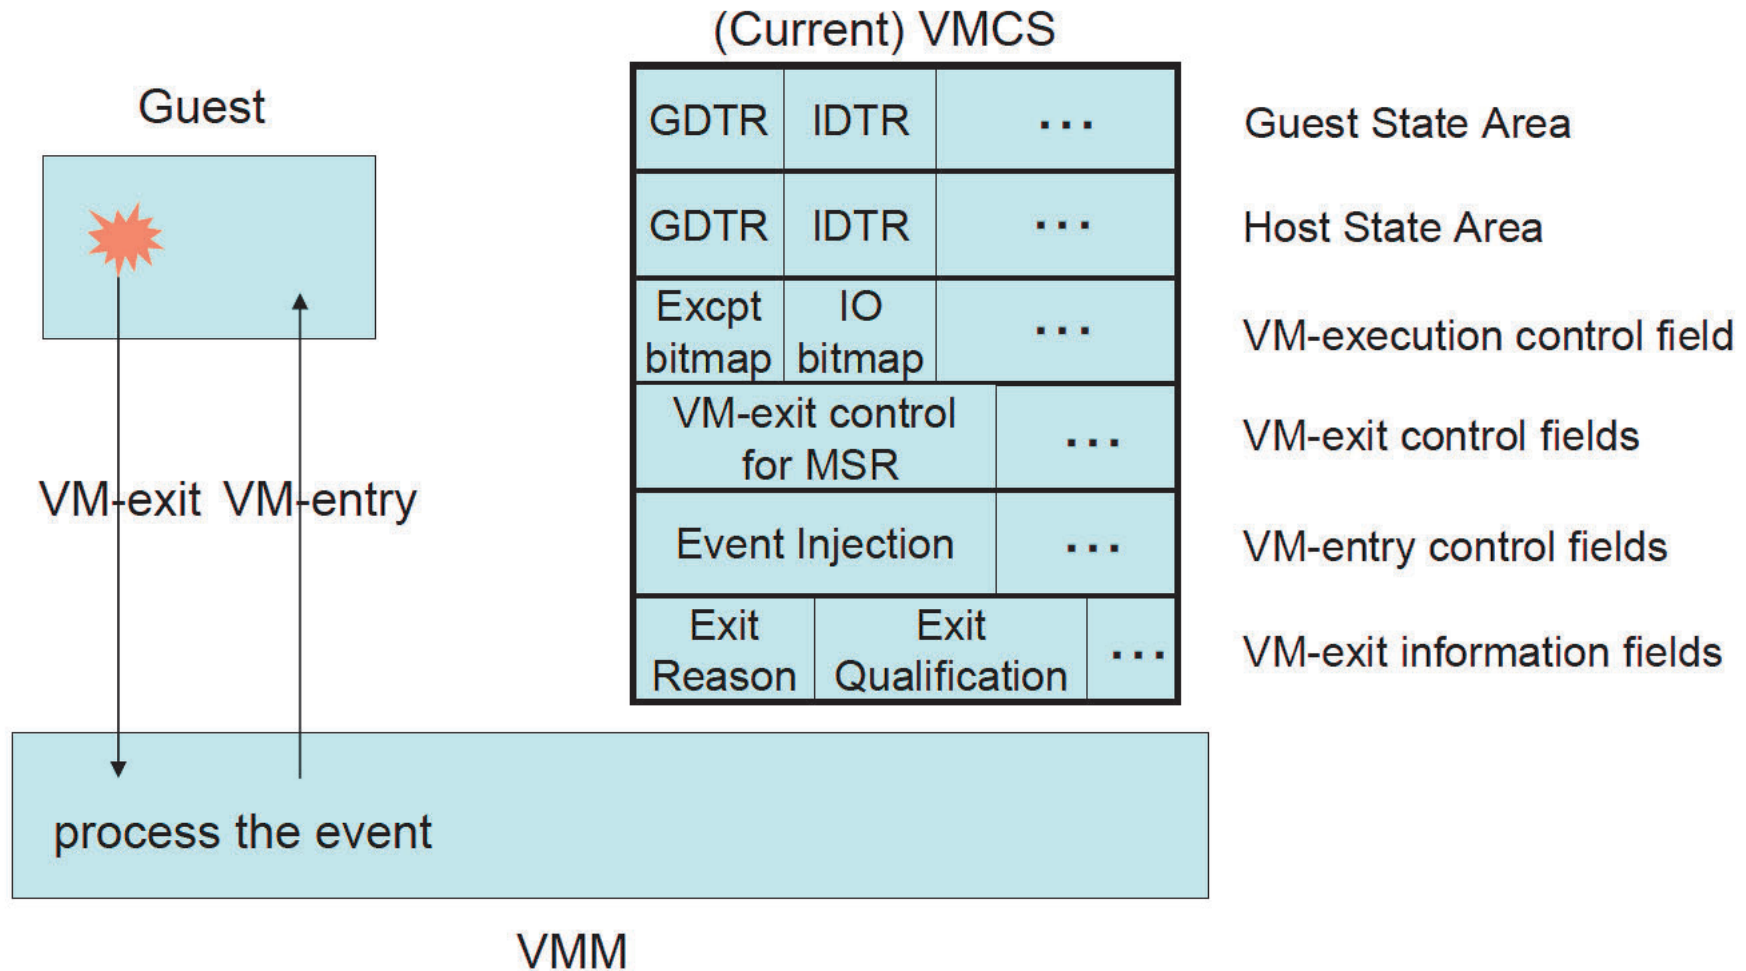 (Current) VMCS
Guest
GDTR IDTR ... Guest State Area
GDTR IDTR ... Host State Area
Excpt bitmap IO bitmap ... VM-execution control field
VM-exit control for MSR ... VM-exit control fields
VM-exit VM-entry
Event Injection ... VM-entry control fields
Exit Reason Exit Qualification ... VM-exit information fields
process the event
VMM